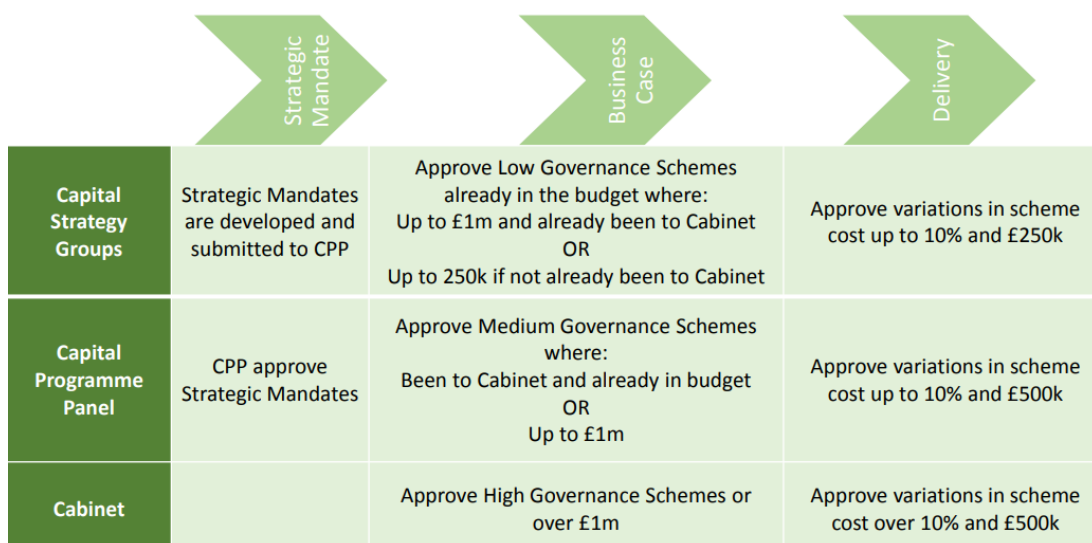 Strategic
Mandate
Business
Case
Delivery
Capital
Strategy
Groups
Strategic Mandates
are developed and
submitted to CPP
Approve Low Governance Schemes
already in the budget where:
Up to £1m and already been to Cabinet
OR
Up to 250k if not already been to Cabinet
Approve variations in scheme
cost up to 10% and £250k
Capital
Programme
Panel
CPP approve
Strategic Mandates
Approve Medium Governance Schemes
where:
Been to Cabinet and already in budget
OR
Up to £1m
Approve variations in scheme
cost up to 10% and £500k
Cabinet
Approve High Governance Schemes or
over £1m
Approve variations in scheme
cost over 10% and £500k